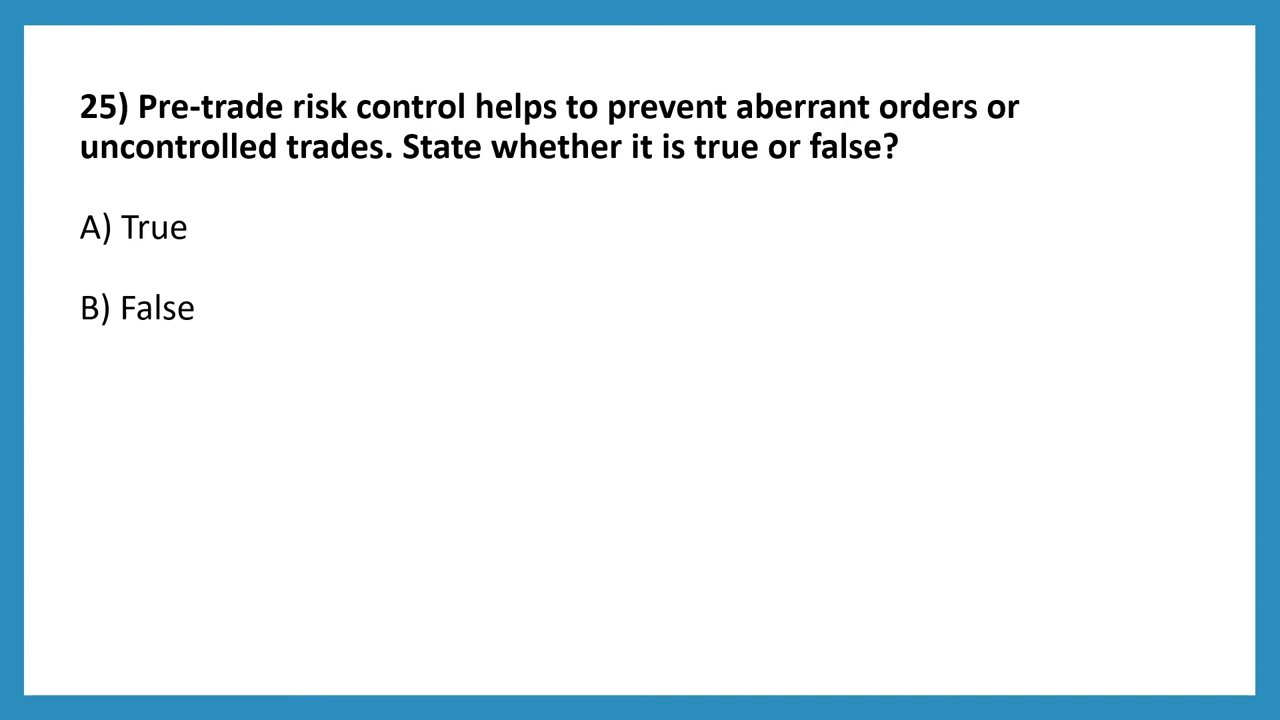 25) Pre-trade risk control helps to prevent aberrant orders or
uncontrolled trades. State whether it is true or false?
A) True
B) False